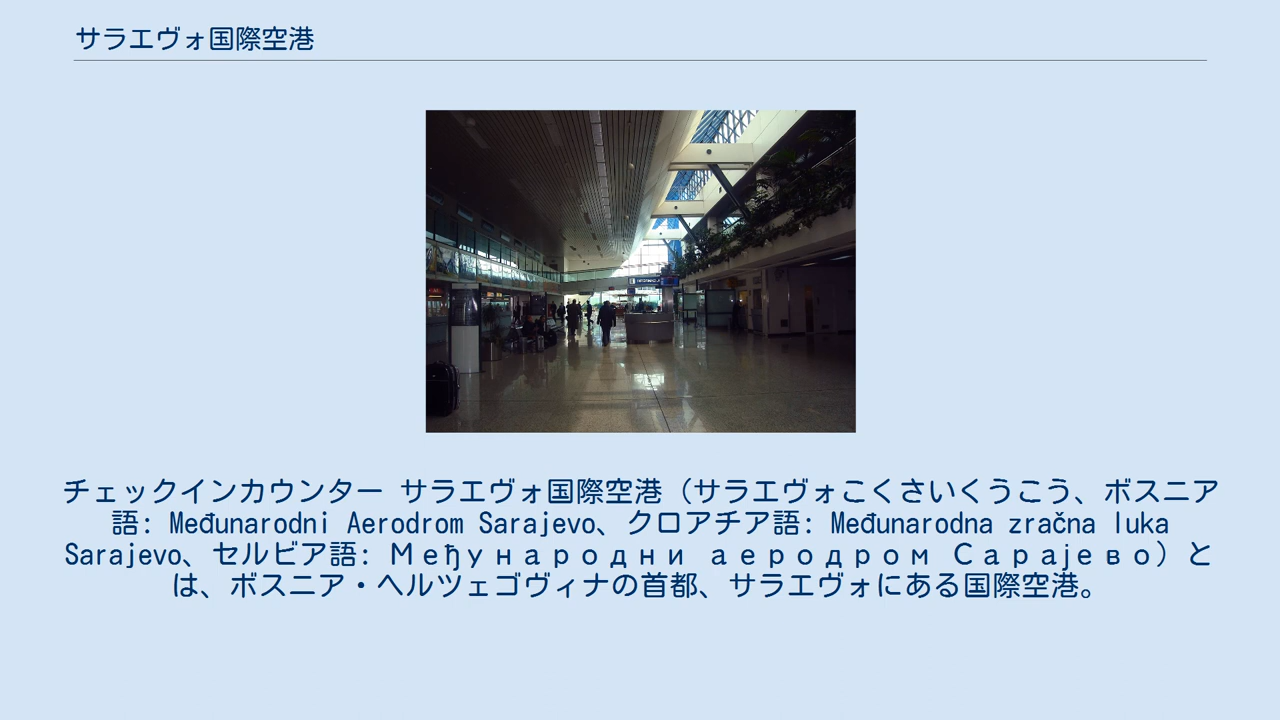 サラエヴォ国際空港
チェックインカウンター サラエヴォ国際空港（サラエヴォこくさいくうこう、ボスニア
語: Međunarodni Aerodrom Sarajevo、クロアチア語: Međunarodna zračna luka
Sarajevo、セルビア語: Међународни аеродром Сарајево）と
は、ボスニア・ヘルツェゴヴィナの首都、サラエヴォにある国際空港。